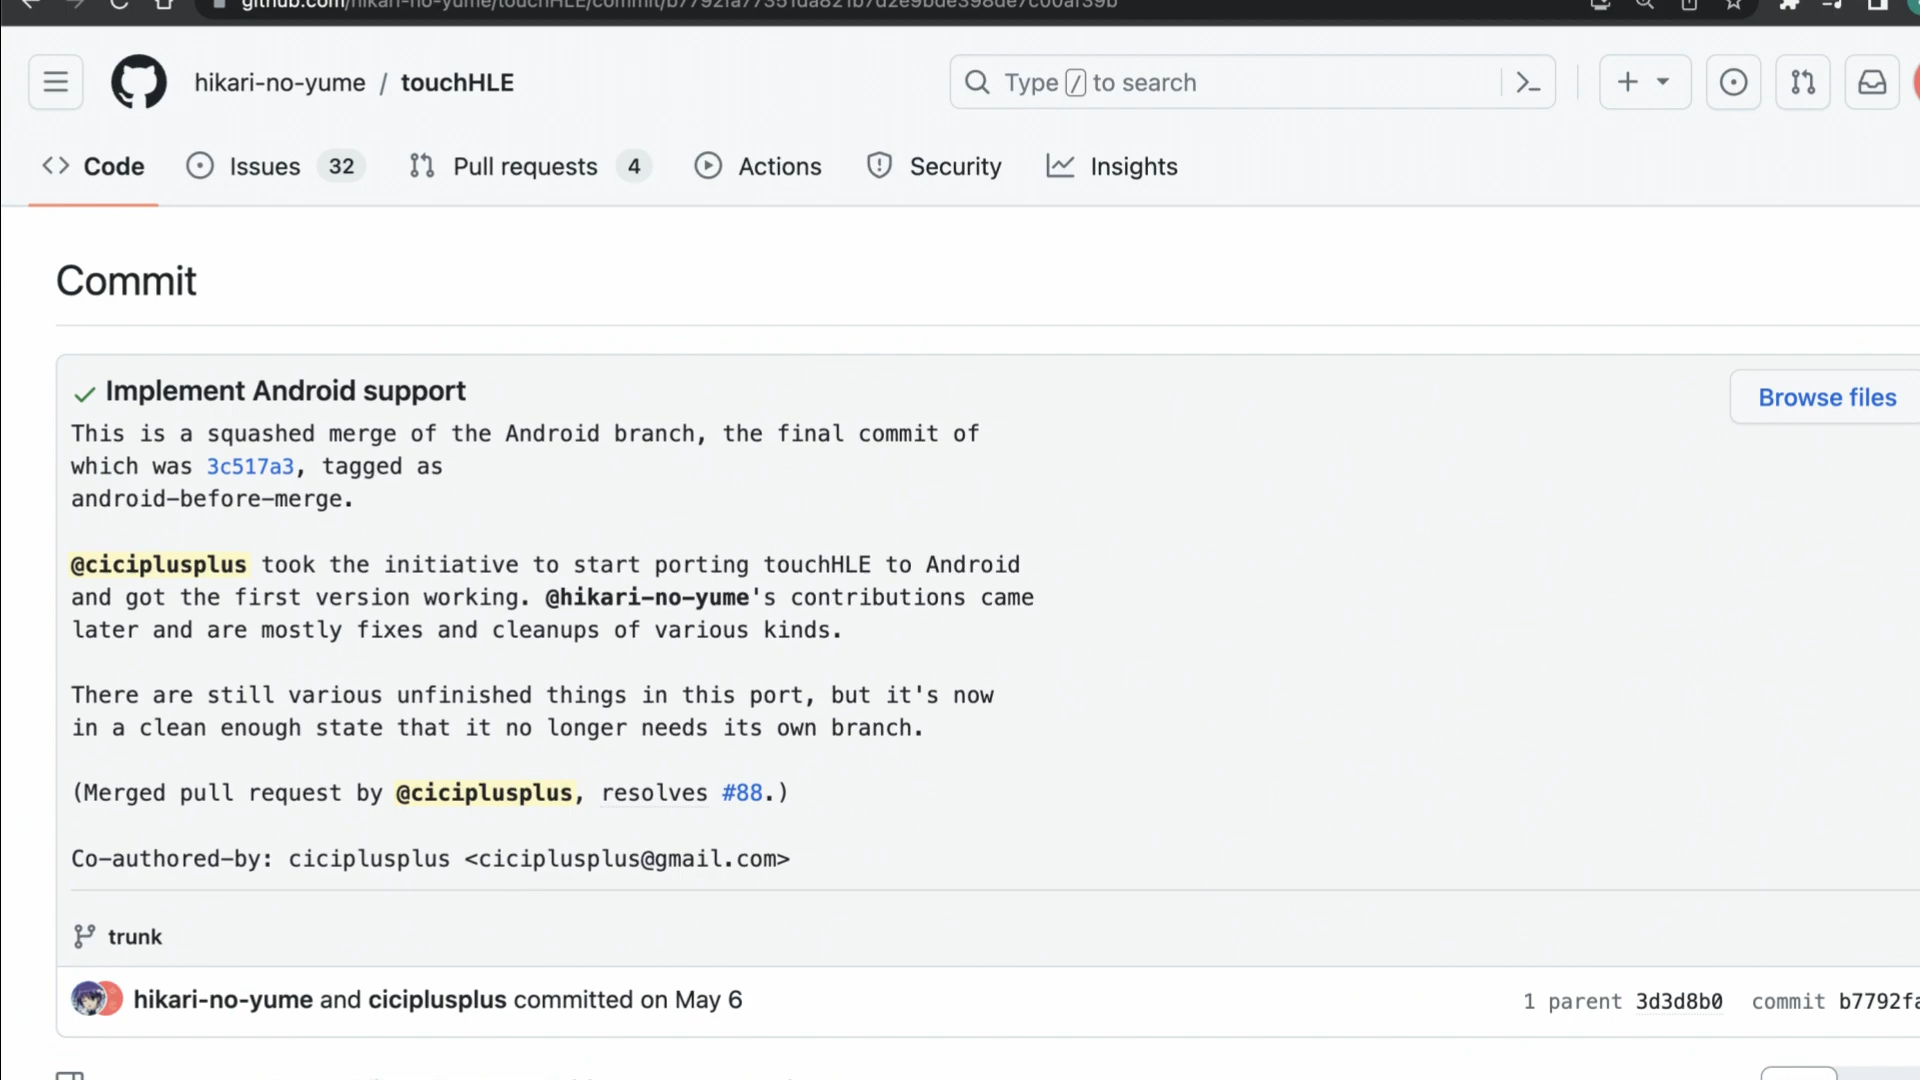 hikari-no-yume / touchHLE
Type / to search
Code
Issues 32
Pull requests 4
Actions
Security
Insights
Commit
Implement Android support
Browse files
This is a squashed merge of the Android branch, the final commit of
which was 3c517a3, tagged as
android-before-merge.
@ciciplusplus took the initiative to start porting touchHLE to Android
and got the first version working. @hikari-no-yume's contributions came
later and are mostly fixes and cleanups of various kinds.
There are still various unfinished things in this port, but it's now
in a clean enough state that it no longer needs its own branch.
(Merged pull request by @ciciplusplus, resolves #88.)
Co-authored-by: ciciplusplus <ciciplusplus@gmail.com>
trunk
hikari-no-yume and ciciplusplus committed on May 6
1 parent 3d3d8b0 commit b7792fa